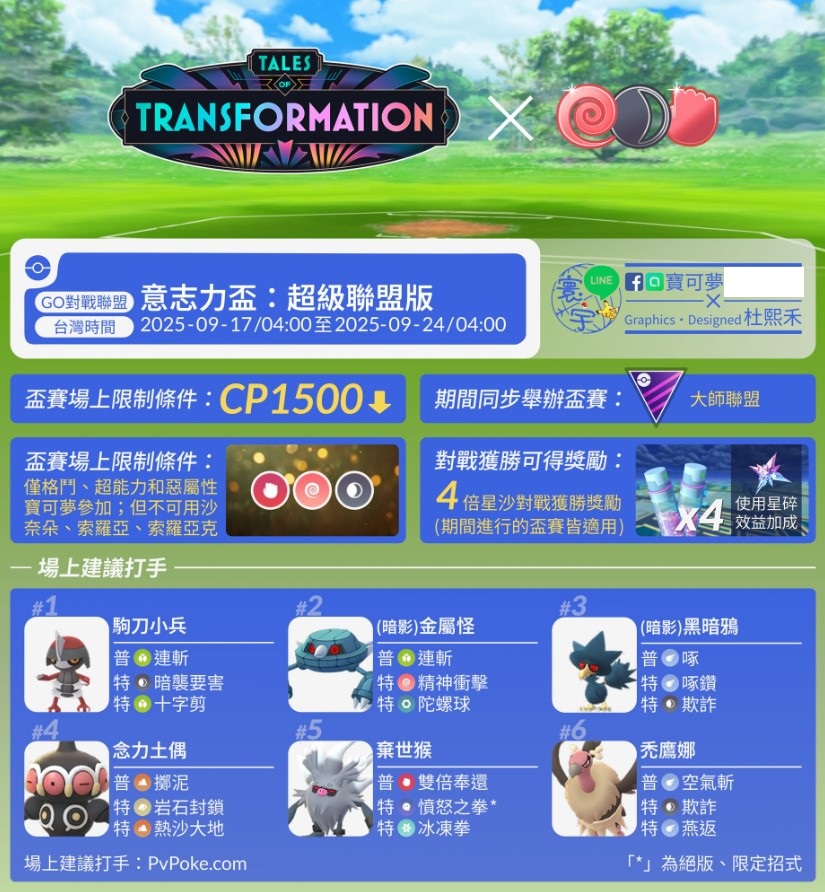 TALES
OF
TRANSFORMATION
GO對戰聯盟
意志力盃：超級聯盟版
台灣時間
2025-09-17/04:00至2025-09-24/04:00
寰宇
LINE
寶可夢
Graphics・Designed 杜熙禾
盃賽場上限制條件：CP1500
期間同步舉辦盃賽：
大師聯盟
盃賽場上限制條件：
僅格鬥、超能力和惡屬性
寶可夢參加；但不可用沙
奈朵、索羅亞、索羅亞克
對戰獲勝可得獎勵：
4倍星沙對戰獲勝獎勵
(期間進行的盃賽皆適用)
x4
使用星碎
效益加成
場上建議打手
#1
駒刀小兵
普 連斬
特 暗襲要害
特 十字剪
#2
(暗影)金屬怪
普 連斬
特 精神衝擊
特 陀螺球
#3
(暗影)黑暗鴉
普 啄
特 啄鑽
特 欺詐
#4
念力土偶
普 擲泥
特 岩石封鎖
特 熱沙大地
#5
棄世猴
普 雙倍奉還
特 憤怒之拳*
特 冰凍拳
#6
禿鷹娜
普 空氣斬
特 欺詐
特 燕返
場上建議打手：PvPoke.com
「*」為絕版、限定招式